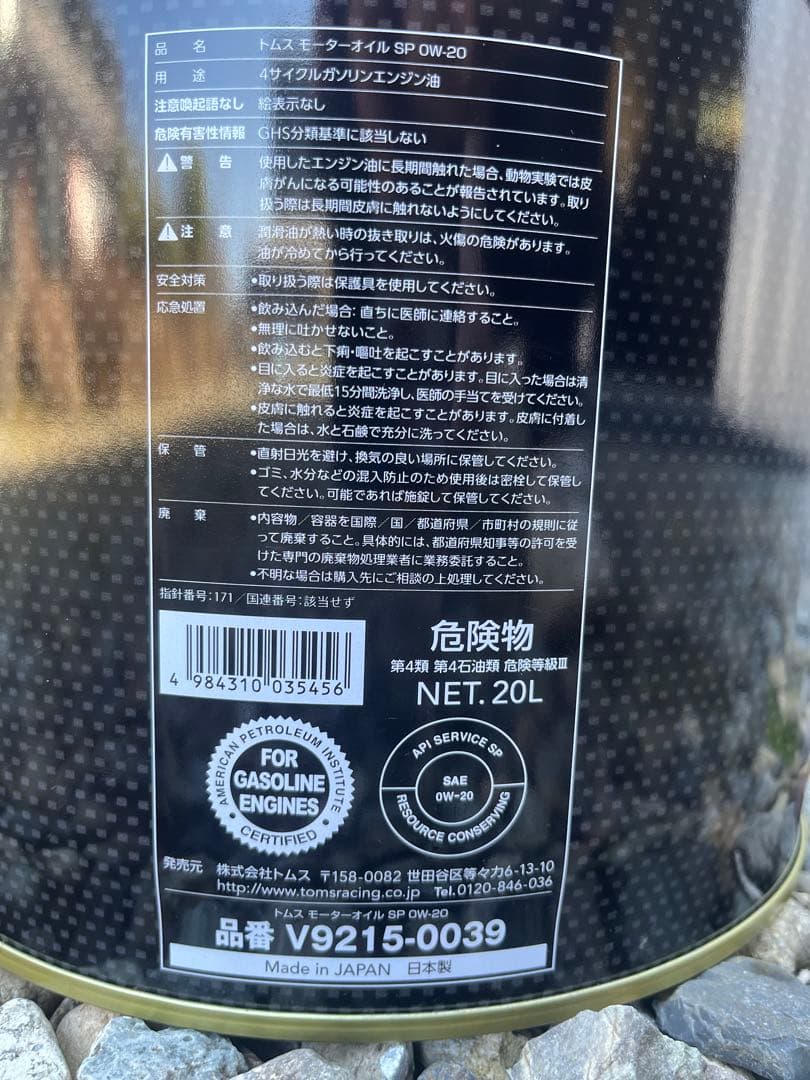 品名 トムス モーターオイル SP 0W-20
用途 4サイクルガソリンエンジン油
注意喚起語なし 絵表示なし
危険有害性情報 GHS分類基準に該当しない
⚠警告 使用したエンジン油に長期間触れた場合、動物実験では皮
膚がんになる可能性のあることが報告されています。取り
扱う際は長期間皮膚に触れないようにしてください。
⚠注意 潤滑油が熱い時の抜き取りは、火傷の危険があります。
油が冷めてから行ってください。
安全対策 •取り扱う際は保護具を使用してください。
応急処置 •飲み込んだ場合: 直ちに医師に連絡すること。
•無理に吐かせないこと。
•飲み込むと下痢・嘔吐を起こすことがあります。
•目に入ると炎症を起こすことがあります。目に入った場合は清
浄な水で最低15分間洗浄し、医師の手当てを受けてください。
•皮膚に触れると炎症を起こすことがあります。皮膚に付着し
た場合は、水と石鹸で充分に洗ってください。
保管 •直射日光を避け、換気の良い場所に保管してください。
•ゴミ、水分などの混入防止のため使用後は密栓して保管し
てください。可能であれば施錠して保管してください。
廃棄 •内容物／容器を国際／国／都道府県／市町村の規則に従
って廃棄すること。具体的には、都道府県知事等の許可を受
けた専門の廃棄物処理業者に業務委託すること。
•不明な場合は購入先にご相談の上処理してください。
指針番号:171／国連番号:該当せず
危険物
第4類 第4石油類 危険等級Ⅲ
NET. 20L
4 984310 035456
AMERICAN PETROLEUM INSTITUTE
FOR
GASOLINE
ENGINES
CERTIFIED
API SERVICE SP
SAE
0W-20
RESOURCE CONSERVING
発売元 株式会社トムス 〒158-0082 世田谷区等々力6-13-10
http://www.tomsracing.co.jp Tel.0120-846-036
トムス モーターオイル SP 0W-20
品番 V9215-0039
Made in JAPAN 日本製